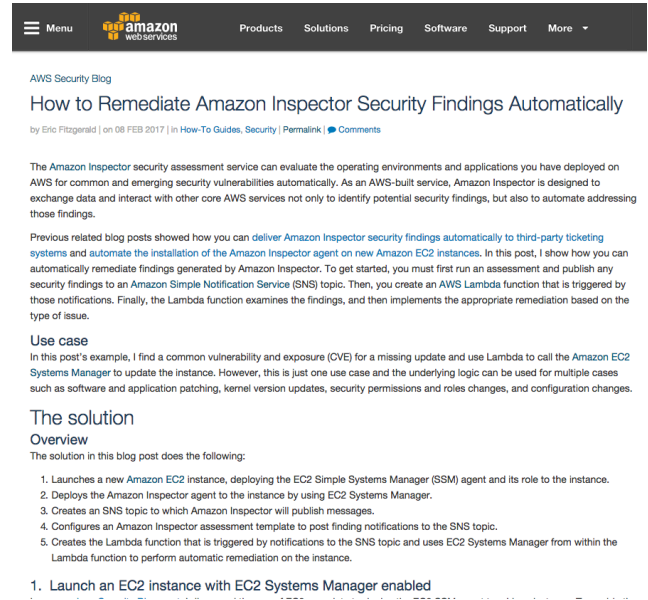 Menu
amazon
webservices
Products Solutions Pricing Software Support More
AWS Security Blog
How to Remediate Amazon Inspector Security Findings Automatically
by Eric Fitzgerald | on 08 FEB 2017 | in How-To Guides, Security | Permalink | Comments
The Amazon Inspector security assessment service can evaluate the operating environments and applications you have deployed on
AWS for common and emerging security vulnerabilities automatically. As an AWS-built service, Amazon Inspector is designed to
exchange data and interact with other core AWS services not only to identify potential security findings, but also to automate addressing
those findings.
Previous related blog posts showed how you can deliver Amazon Inspector security findings automatically to third-party ticketing
systems and automate the installation of the Amazon Inspector agent on new Amazon EC2 instances. In this post, I show how you can
automatically remediate findings generated by Amazon Inspector. To get started, you must first run an assessment and publish any
security findings to an Amazon Simple Notification Service (SNS) topic. Then, you create an AWS Lambda function that is triggered by
those notifications. Finally, the Lambda function examines the findings, and then implements the appropriate remediation based on the
type of issue.
Use case
In this post's example, I find a common vulnerability and exposure (CVE) for a missing update and use Lambda to call the Amazon EC2
Systems Manager to update the instance. However, this is just one use case and the underlying logic can be used for multiple cases
such as software and application patching, kernel version updates, security permissions and roles changes, and configuration changes.
The solution
Overview
The solution in this blog post does the following:
1. Launches a new Amazon EC2 instance, deploying the EC2 Simple Systems Manager (SSM) agent and its role to the instance.
2. Deploys the Amazon Inspector agent to the instance by using EC2 Systems Manager.
3. Creates an SNS topic to which Amazon Inspector will publish messages.
4. Configures an Amazon Inspector assessment template to post finding notifications to the SNS topic.
5. Creates the Lambda function that is triggered by notifications to the SNS topic and uses EC2 Systems Manager from within the
Lambda function to perform automatic remediation on the instance.
1. Launch an EC2 instance with EC2 Systems Manager enabled